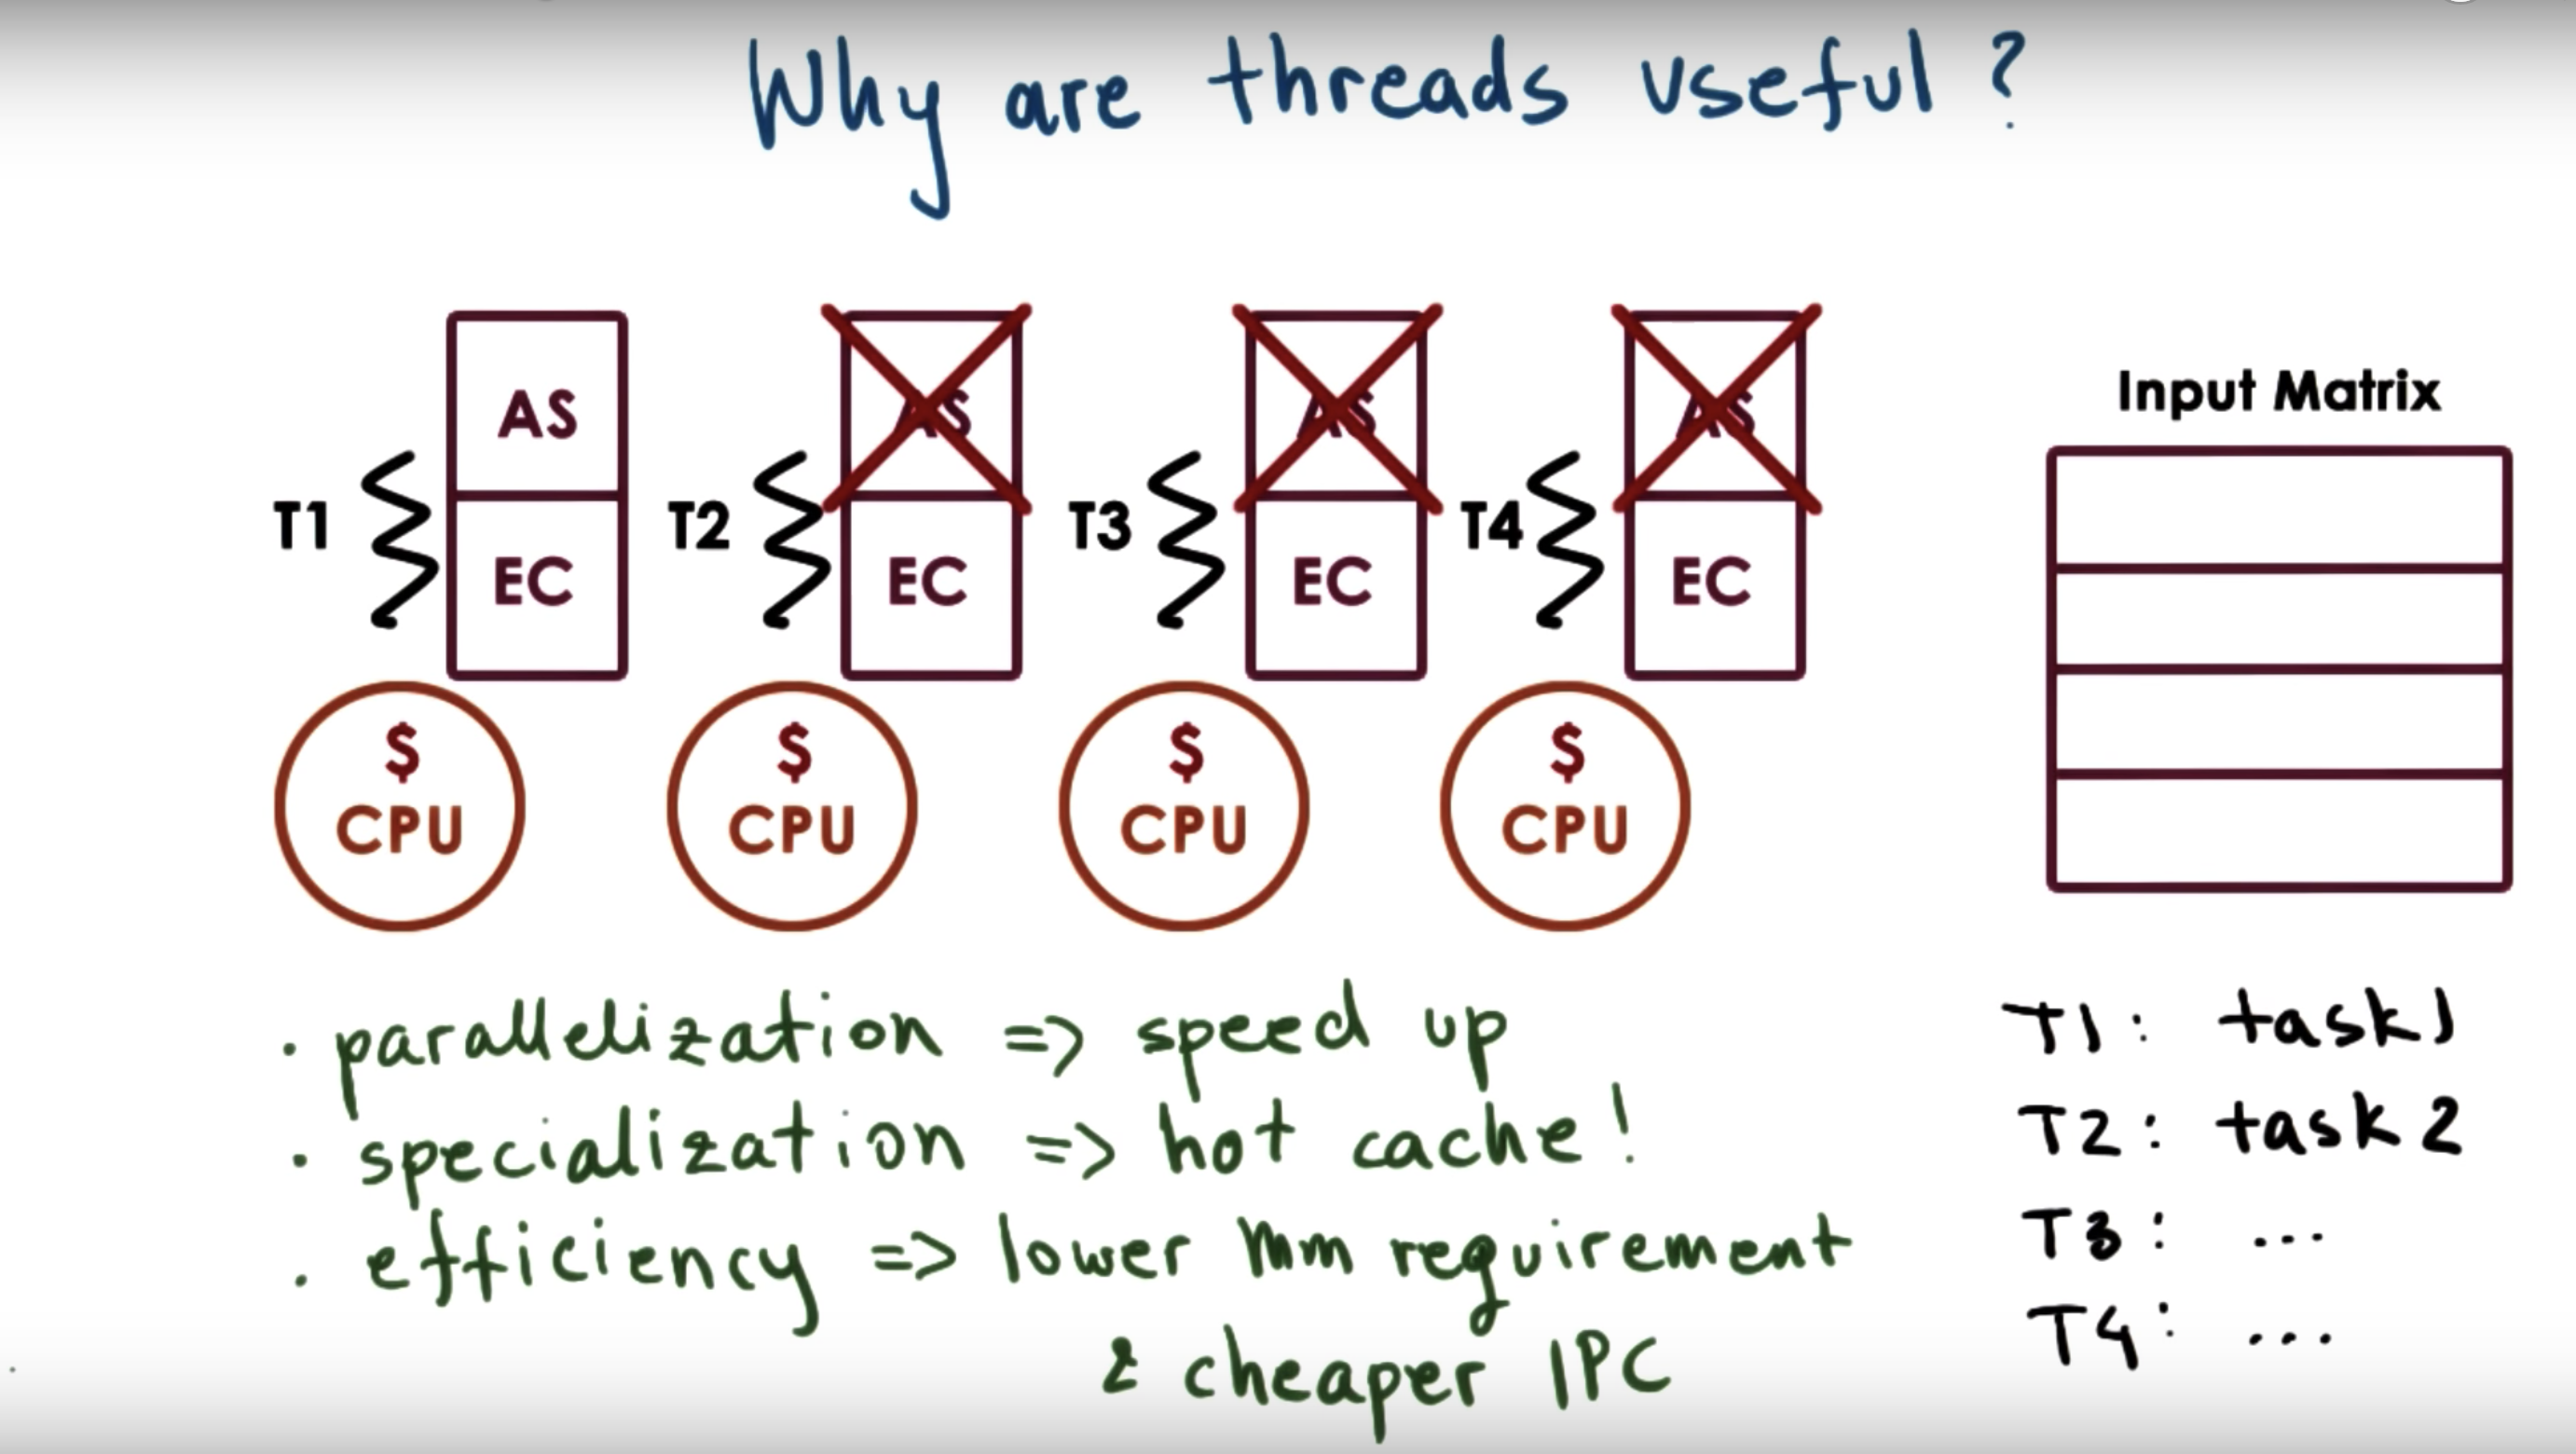 Why are threads useful?
AS AS AS AS
Input Matrix
T1 T2 T3 T4
EC EC EC EC
$ $ $ $
CPU CPU CPU CPU
· parallelization => speed up
· specialization => hot cache!
· efficiency => lower mm requirement
& cheaper IPC
T1: task1
T2: task 2
T3: ...
T4: ...